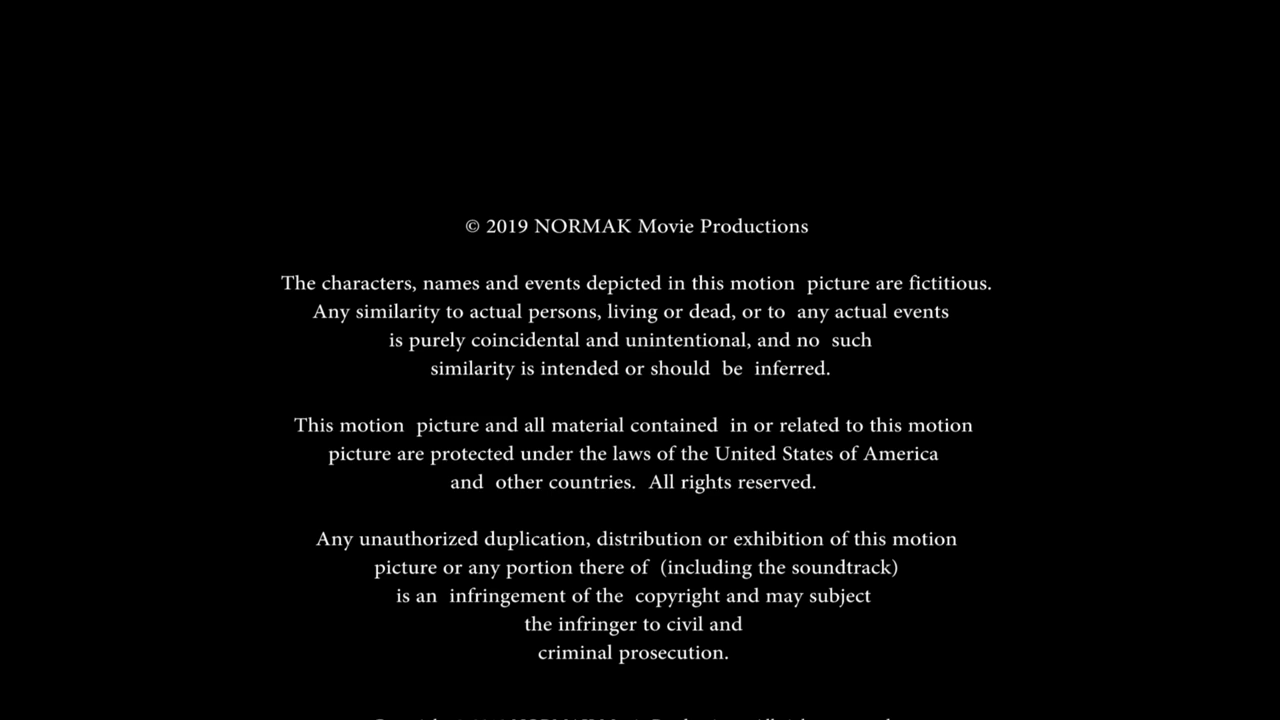 © 2019 NORMAK Movie Productions
The characters, names and events depicted in this motion  picture are fictitious.
Any similarity to actual persons, living or dead, or to  any actual events
is purely coincidental and unintentional, and no  such
similarity is intended or should  be  inferred.
This motion  picture and all material contained  in or related to this motion
picture are protected under the laws of the United States of America
and  other countries.  All rights reserved.
Any unauthorized duplication, distribution or exhibition of this motion
picture or any portion there of  (including the soundtrack)
is an  infringement of the  copyright and may subject
the infringer to civil and
criminal prosecution.